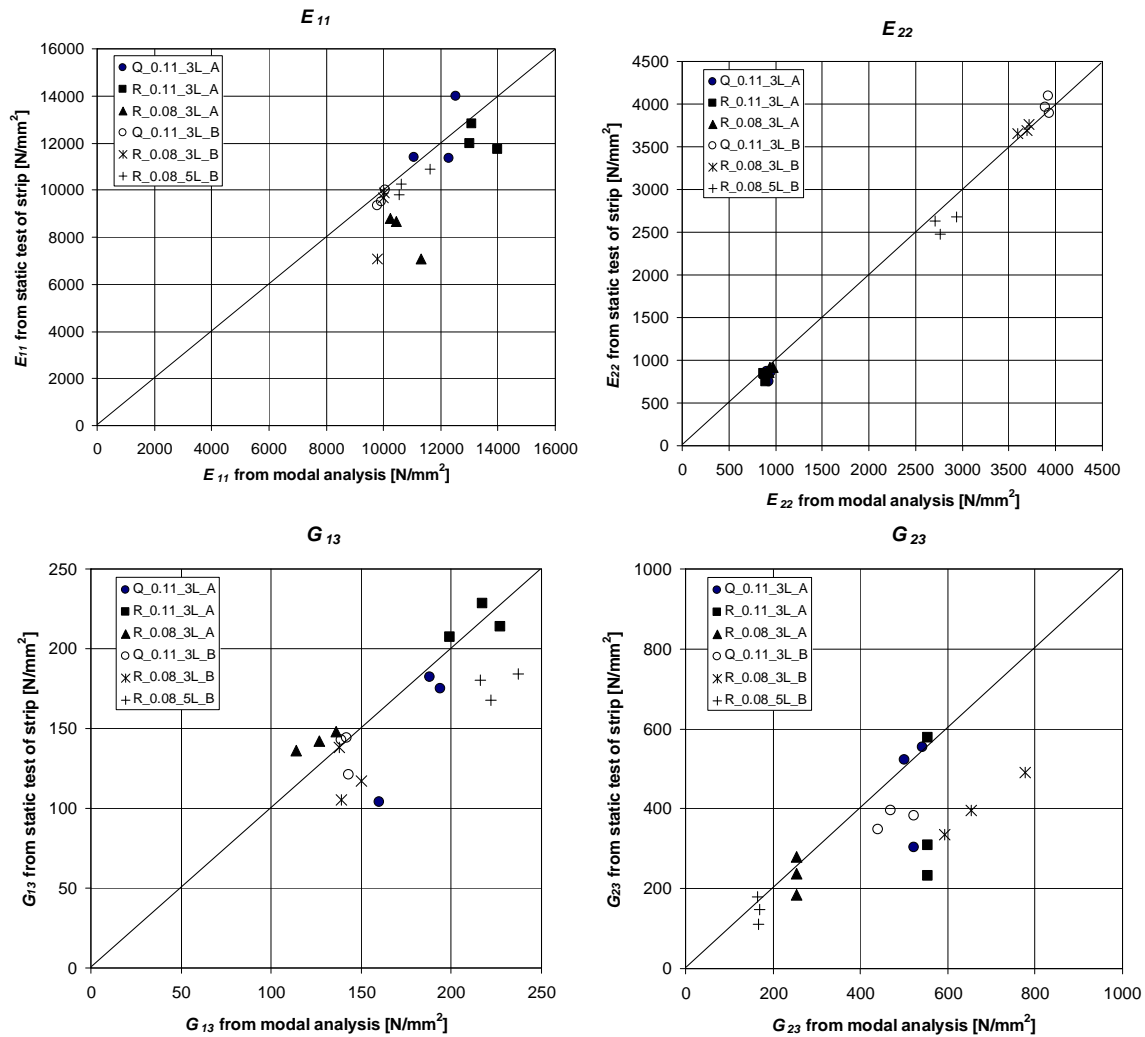 E 11
E11 from static test of strip [N/mm2]
16000
14000
12000
10000
8000
6000
4000
2000
0
Q_0.11_3L_A
R_0.11_3L_A
R_0.08_3L_A
Q_0.11_3L_B
R_0.08_3L_B
R_0.08_5L_B
0 2000 4000 6000 8000 10000 12000 14000 16000
E 11 from modal analysis [N/mm2]
E 22
E22 from static test of strip [N/mm2]
4500
4000
3500
3000
2500
2000
1500
1000
500
0
Q_0.11_3L_A
R_0.11_3L_A
R_0.08_3L_A
Q_0.11_3L_B
R_0.08_3L_B
R_0.08_5L_B
0 500 1000 1500 2000 2500 3000 3500 4000 4500
E 22 from modal analysis [N/mm2]
G 13
G13 from static test of strip [N/mm2]
250
200
150
100
50
0
Q_0.11_3L_A
R_0.11_3L_A
R_0.08_3L_A
Q_0.11_3L_B
R_0.08_3L_B
R_0.08_5L_B
0 50 100 150 200 250
G 13 from modal analysis [N/mm2]
G 23
G23 from static test of strip [N/mm2]
1000
800
600
400
200
0
Q_0.11_3L_A
R_0.11_3L_A
R_0.08_3L_A
Q_0.11_3L_B
R_0.08_3L_B
R_0.08_5L_B
0 200 400 600 800 1000
G23 from modal analysis [N/mm2]